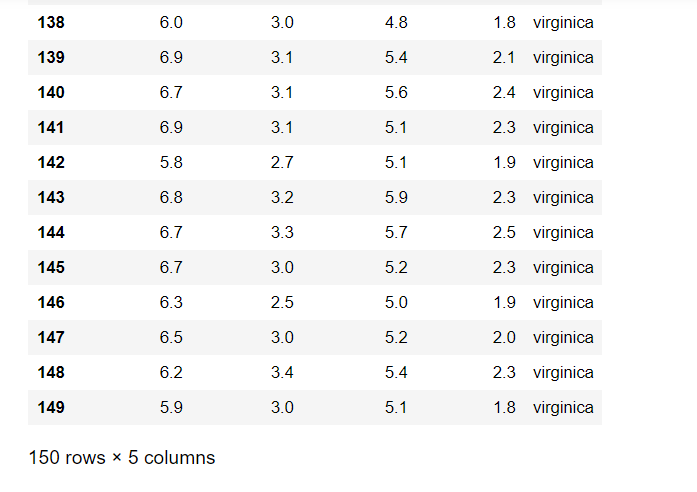 138 6.0 3.0 4.8 1.8 virginica
139 6.9 3.1 5.4 2.1 virginica
140 6.7 3.1 5.6 2.4 virginica
141 6.9 3.1 5.1 2.3 virginica
142 5.8 2.7 5.1 1.9 virginica
143 6.8 3.2 5.9 2.3 virginica
144 6.7 3.3 5.7 2.5 virginica
145 6.7 3.0 5.2 2.3 virginica
146 6.3 2.5 5.0 1.9 virginica
147 6.5 3.0 5.2 2.0 virginica
148 6.2 3.4 5.4 2.3 virginica
149 5.9 3.0 5.1 1.8 virginica
150 rows × 5 columns